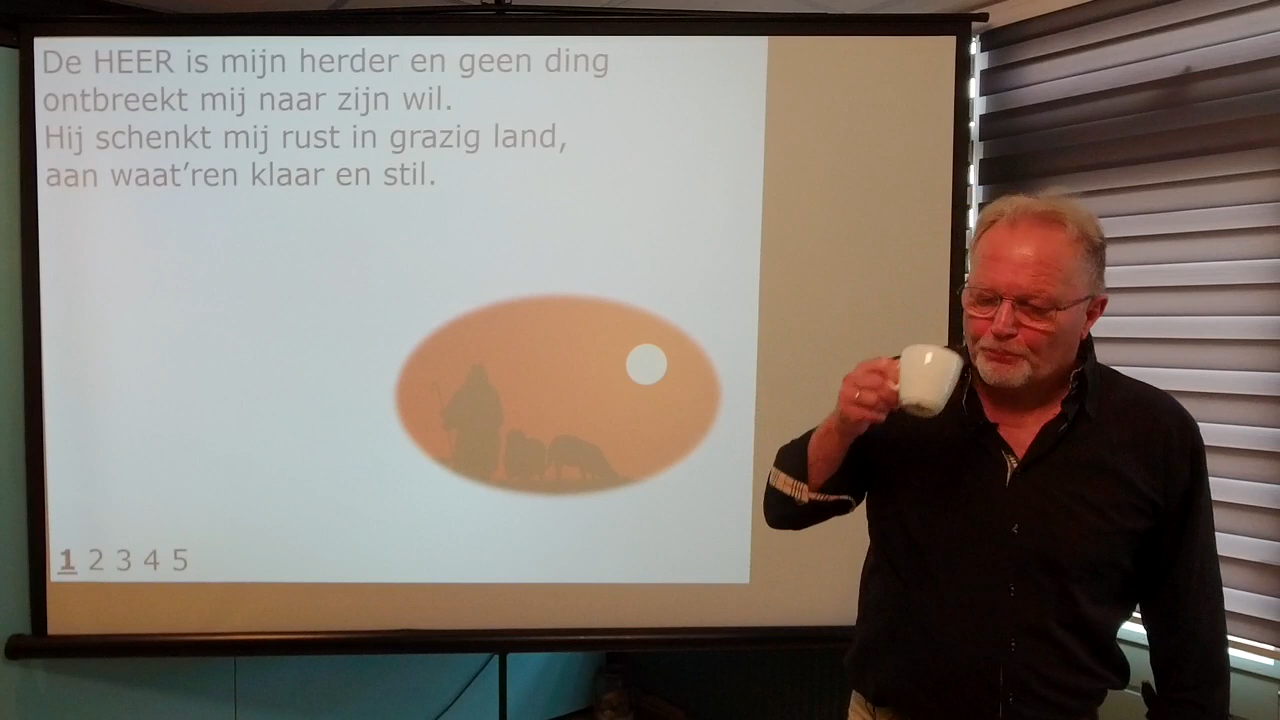 De HEER is mijn herder en geen ding
ontbreekt mij naar zijn wil.
Hij schenkt mij rust in grazig land,
aan waat’ren klaar en stil.
1 2 3 4 5